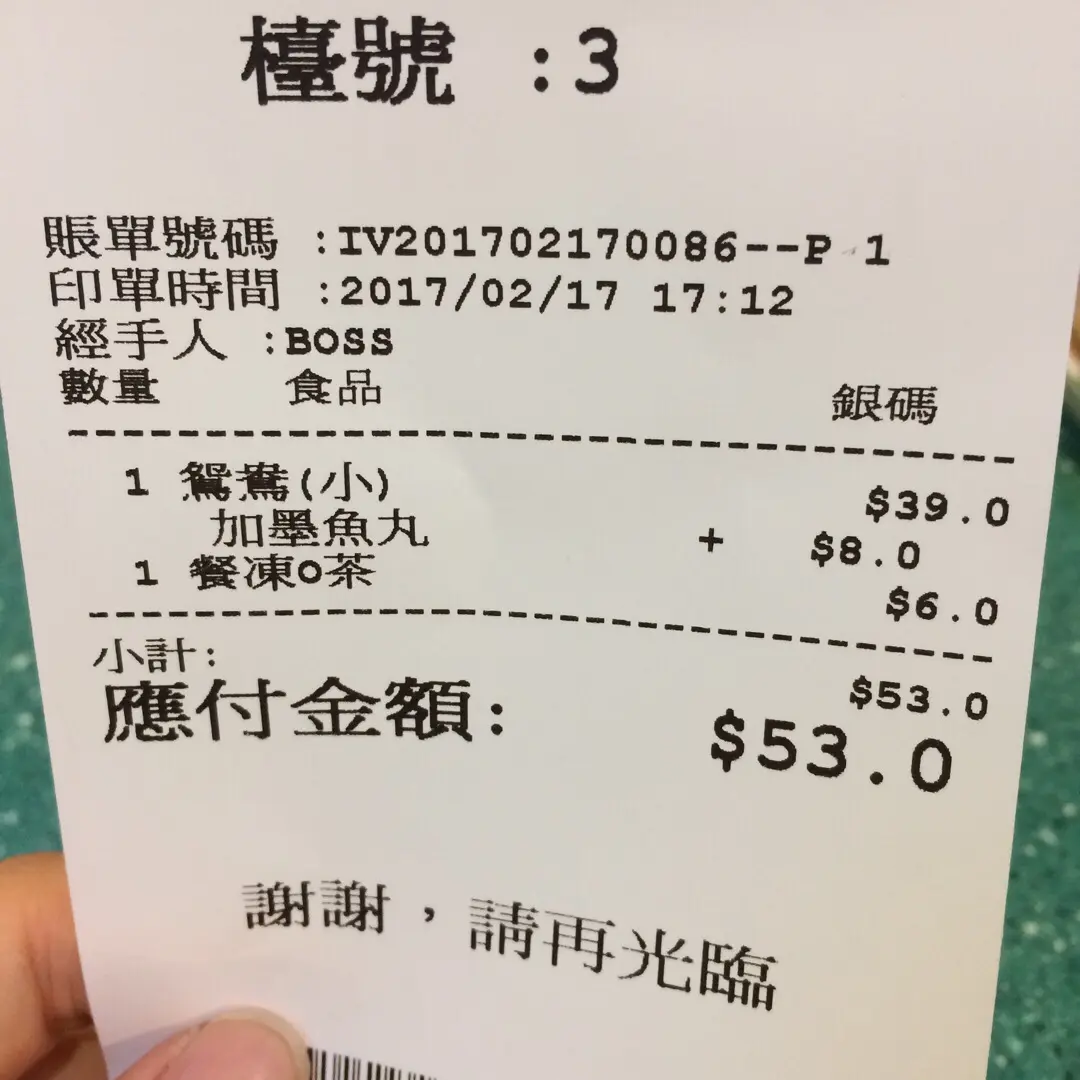 檯號 :3
賬單號碼 :IV201702170086--P 1
印單時間 :2017/02/17 17:12
經手人 :BOSS
數量 食品 銀碼
1 鴛鴦(小) $39.0
加墨魚丸 + $8.0
1 餐凍o茶 $6.0
小計: $53.0
應付金額: $53.0
謝謝，請再光臨